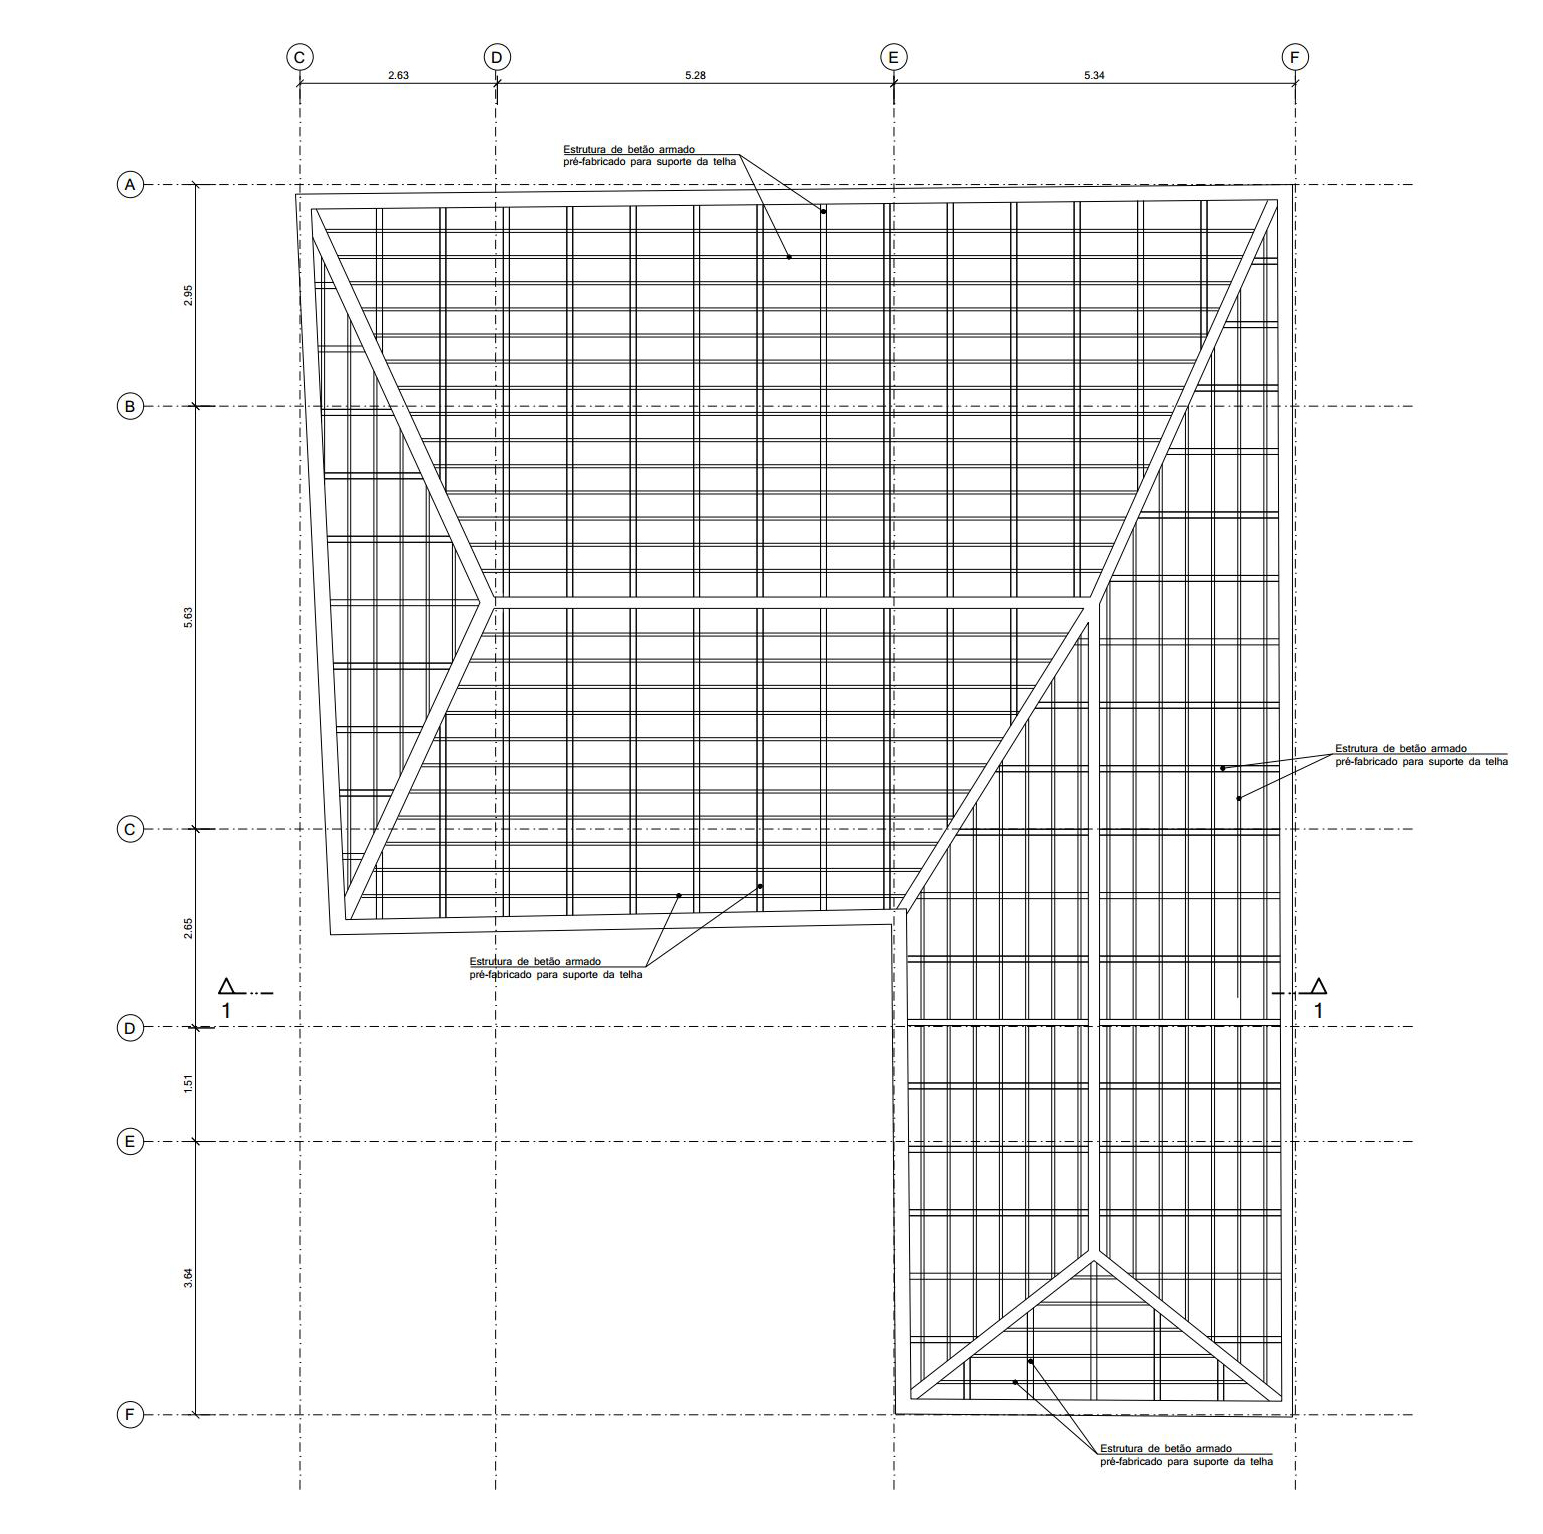 C
D
E
F
2.63
5.28
5.34
Estrutura de betão armado
pré-fabricado para suporte da telha
A
2.95
B
5.63
Estrutura de betão armado
pré-fabricado para suporte da telha
C
2.65
Estrutura de betão armado
pré-fabricado para suporte da telha
1
1
D
1.51
E
3.64
F
Estrutura de betão armado
pré-fabricado para suporte da telha